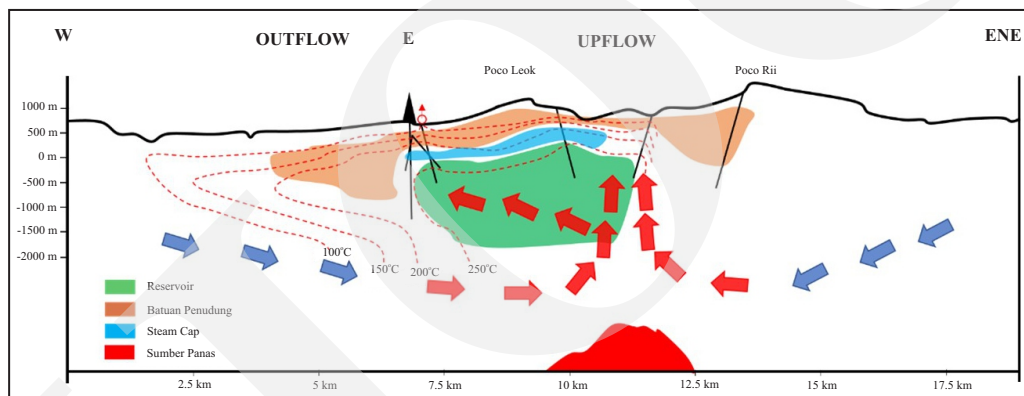 W OUTFLOW E UPFLOW ENE
Poco Leok Poco Rii
1000 m
500 m
0 m
-500 m
-1000 m
-1500 m
-2000 m
100°C
150°C
200°C
250°C
Reservoir
Batuan Penudung
Steam Cap
Sumber Panas
2.5 km 5 km 7.5 km 10 km 12.5 km 15 km 17.5 km